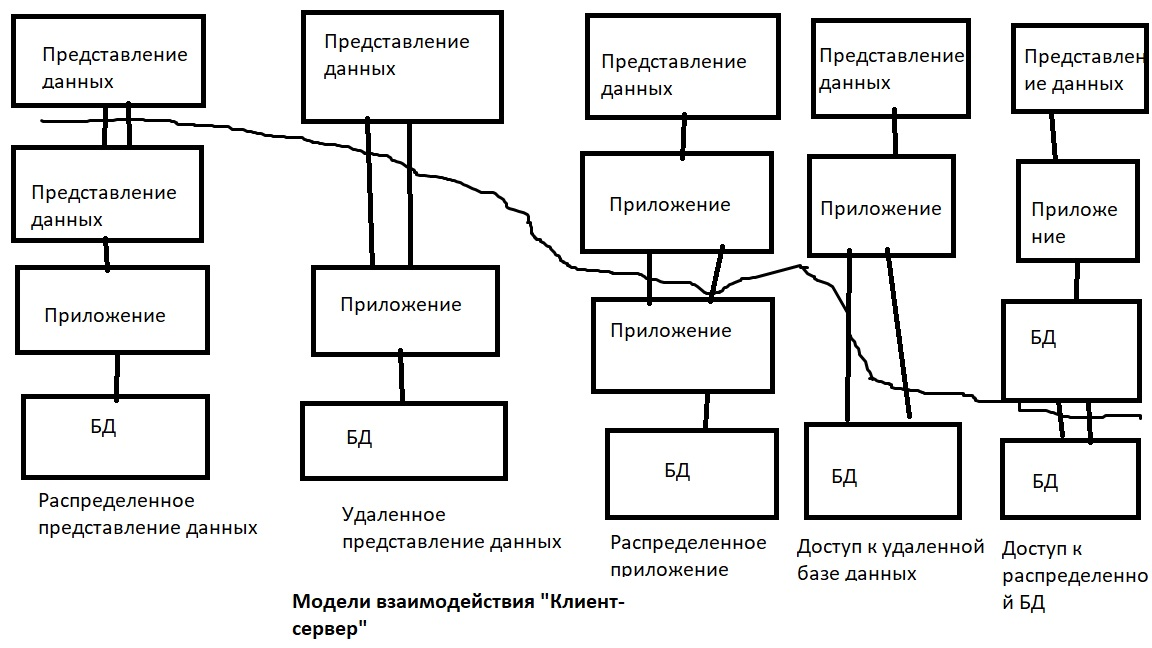 Представление
данных
Представление
данных
Приложение
БД
Распределенное
представление данных
Представление
данных
Приложение
БД
Удаленное
представление данных
Представление
данных
Приложение
Приложение
БД
Распределенное
приложение
Представление
данных
Приложение
БД
Доступ к удаленной
базе данных
Представлен
ие данных
Приложе
ние
БД
БД
Доступ к
распределенно
й БД
Модели взаимодействия "Клиент-
сервер"